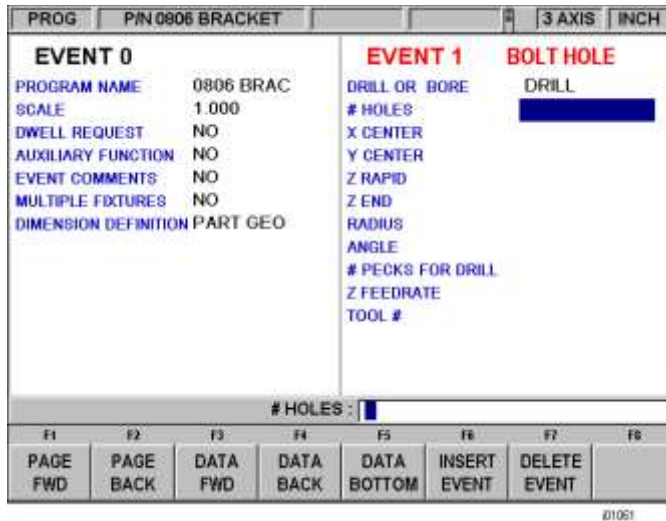 PROG P/N 0806 BRACKET 3 AXIS INCH
EVENT 0
PROGRAM NAME 0806 BRAC
SCALE 1.000
DWELL REQUEST NO
AUXILIARY FUNCTION NO
EVENT COMMENTS NO
MULTIPLE FIXTURES NO
DIMENSION DEFINITION PART GEO
EVENT 1 BOLT HOLE
DRILL OR BORE DRILL
# HOLES
X CENTER
Y CENTER
Z RAPID
Z END
RADIUS
ANGLE
# PECKS FOR DRILL
Z FEEDRATE
TOOL #
# HOLES :
F1 F2 F3 F4 F5 F6 F7 F8
PAGE FWD PAGE BACK DATA FWD DATA BACK DATA BOTTOM INSERT EVENT DELETE EVENT
i01061